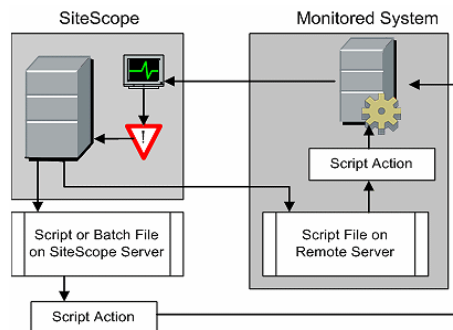 SiteScope
Monitored System
!
Script Action
Script or Batch File
on SiteScope Server
Script File on
Remote Server
Script Action